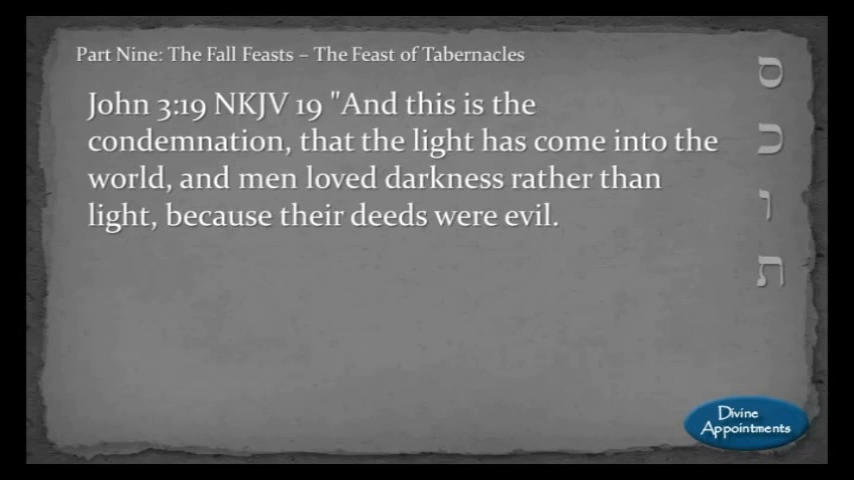 Part Nine: The Fall Feasts – The Feast of Tabernacles
John 3:19 NKJV 19 "And this is the
condemnation, that the light has come into the
world, and men loved darkness rather than
light, because their deeds were evil.
ס
כ
ו
ת
Divine
Appointments